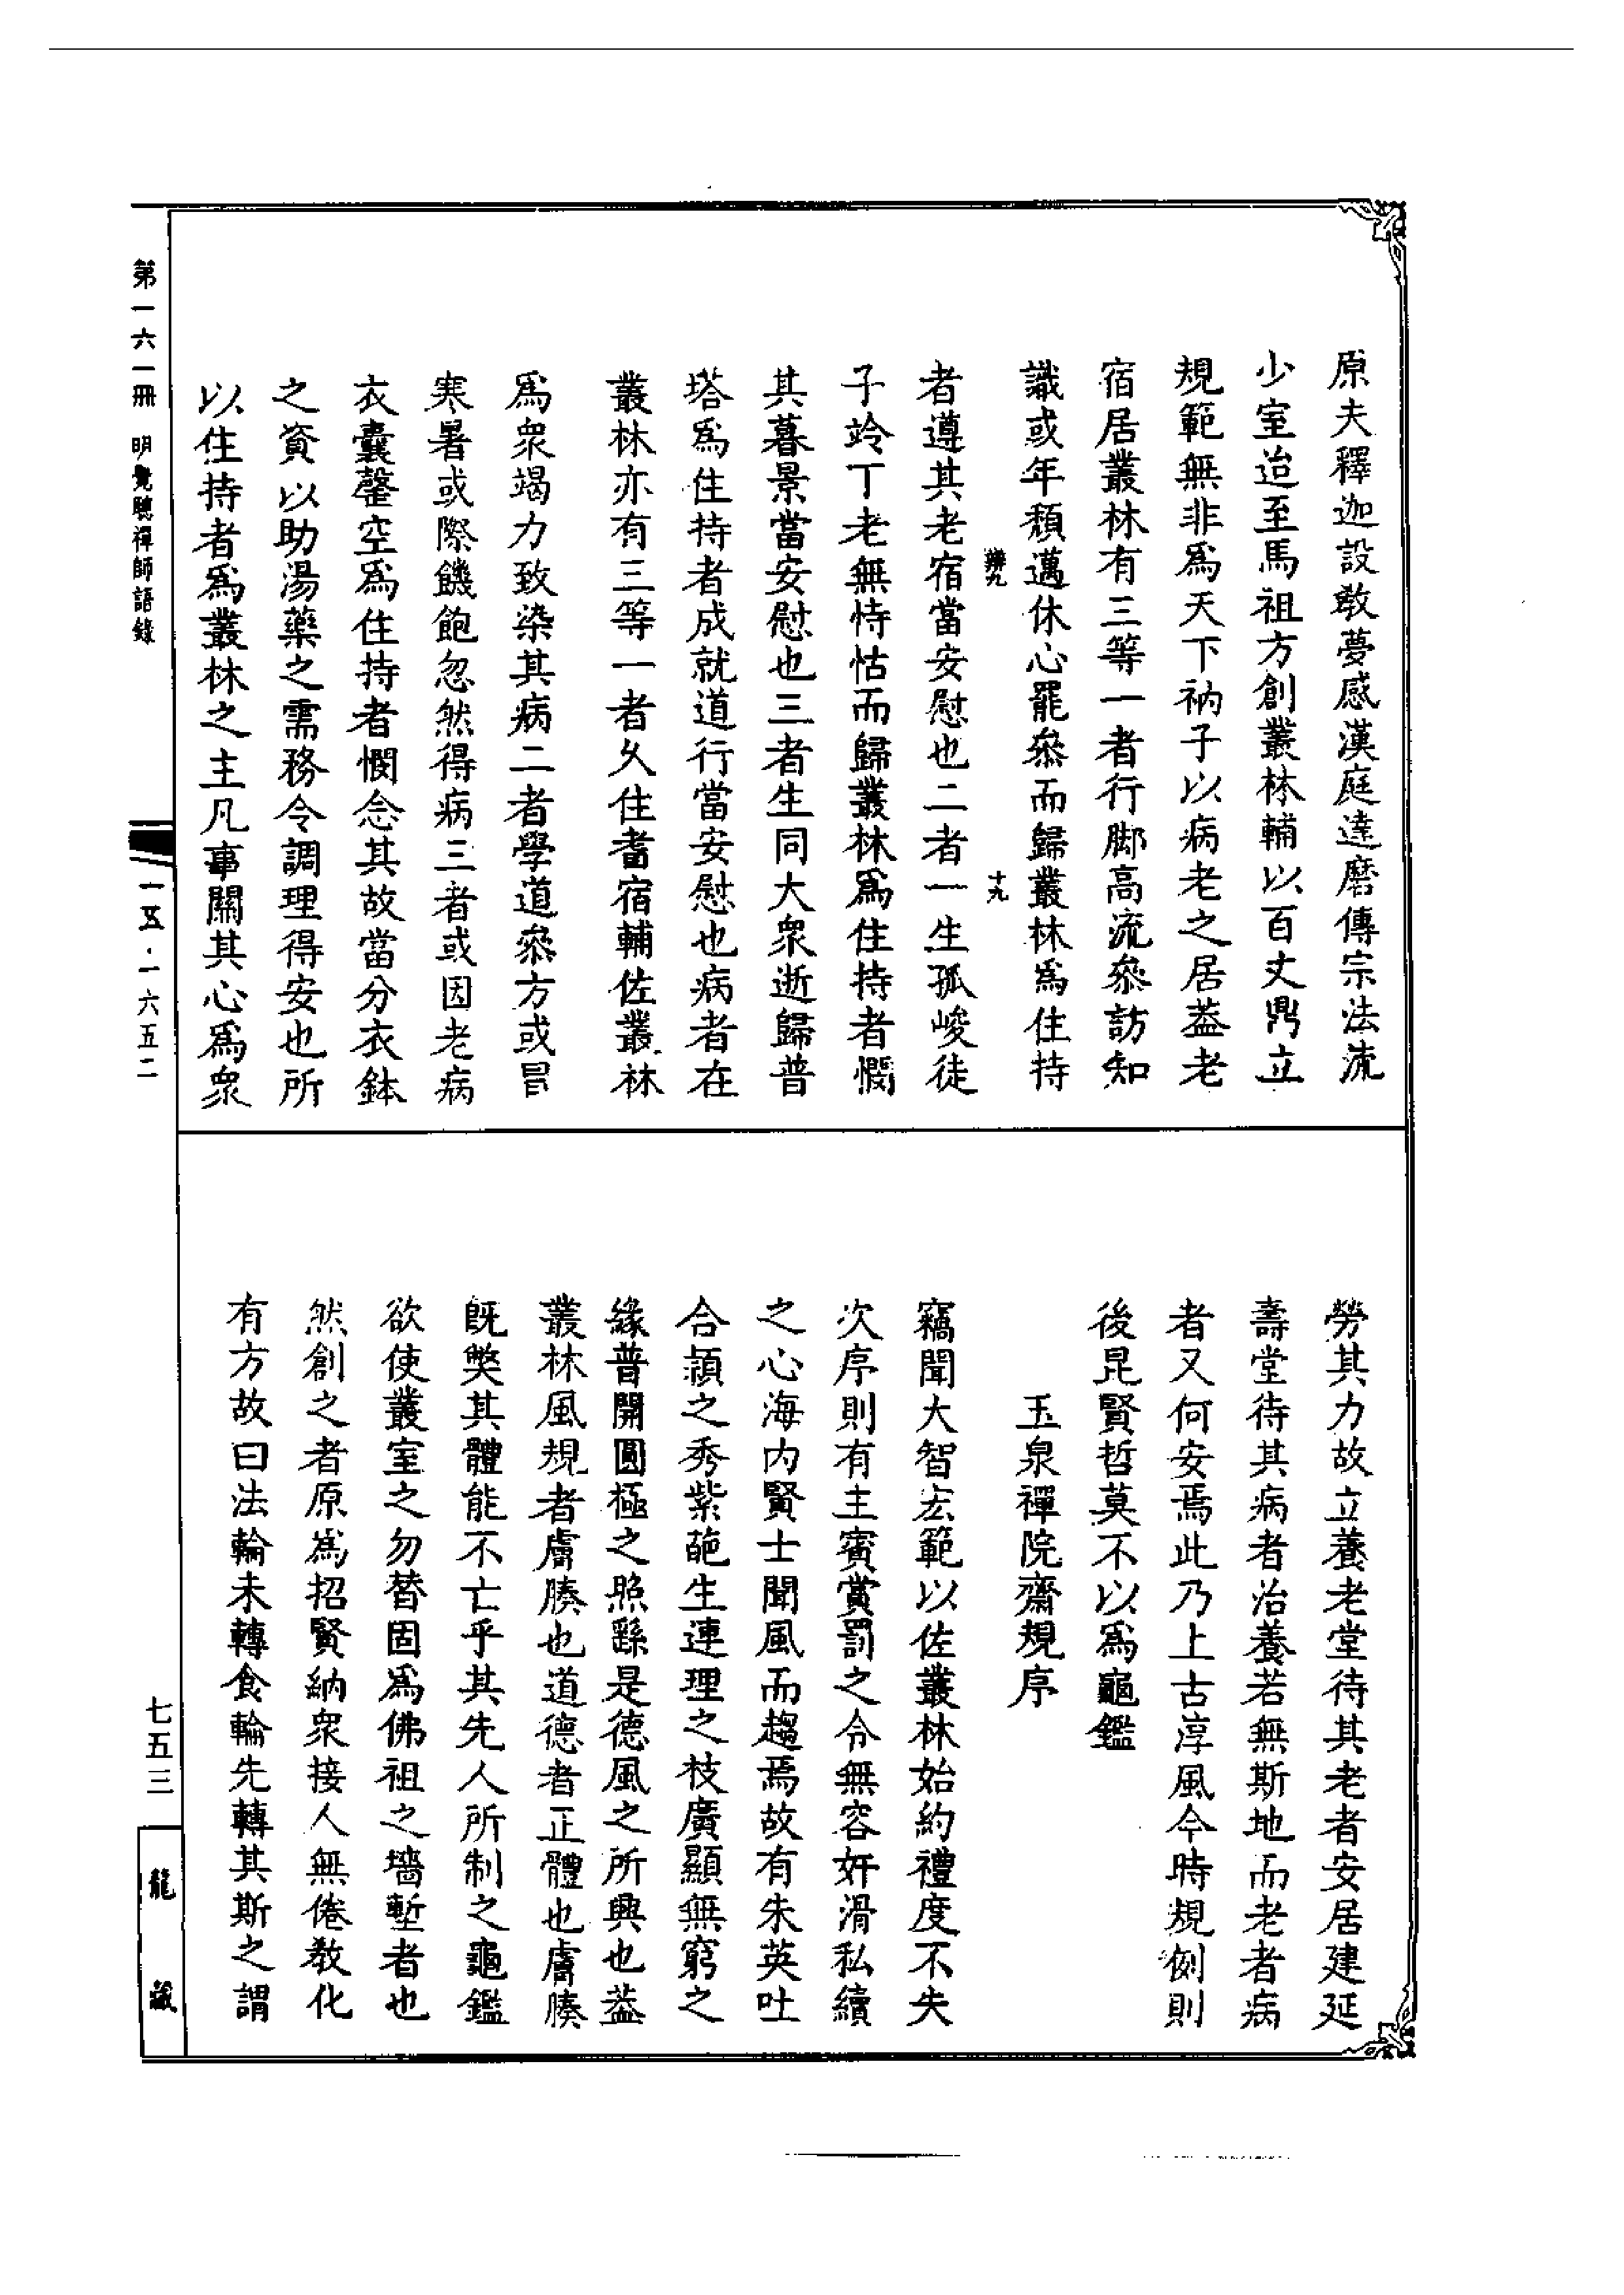 原夫釋迦設教夢感漢庭達磨傳宗法流
少室迨至馬祖方創叢林輔以百丈鼎立
規範無非爲天下衲子以病老之居葢老
宿居叢林有三等一者行脚高流叅訪知
識或年頹邁休心罷叅而歸叢林爲住持
辨九 十九
者遵其老宿當安慰也二者一生孤峻徒
子竛丁老無恃怙而歸叢林爲住持者憫
其暮景當安慰也三者生同大衆逝歸普
塔爲住持者成就道行當安慰也病者在
叢林亦有三等一者久住耆宿輔佐叢林
爲衆竭力致染其病二者學道叅方或冐
寒暑或際饑飽忽然得病三者或因老病
衣囊罄空爲住持者憫念其故當分衣鉢
之資以助湯藥之需務令調理得安也所
以住持者爲叢林之主凡事關其心爲衆
勞其力故立養老堂待其老者安居建延
壽堂待其病者治養若無斯地而老者病
者又何安焉此乃上古淳風今時規例則
後昆賢哲莫不以爲龜鑑
玉泉禪院齋規序
竊聞大智宏範以佐叢林始約禮度不失
次序則有主賓賞罰之令無容奸滑私續
之心海内賢士聞風而趨焉故有朱英吐
合頴之秀紫葩生連理之枝廣顯無窮之
緣普開圓極之照繇是德風之所興也葢
叢林風規者膚腠也道德者正體也膚腠
旣獘其體能不亡乎其先人所制之龜鑑
欲使叢室之勿替固爲佛祖之墻塹者也
然創之者原爲招賢納衆接人無倦教化
有方故曰法輪未轉食輪先轉其斯之謂
第一六一冊 明覺聰禪師語錄
一五·一六五二
七五三
龍藏